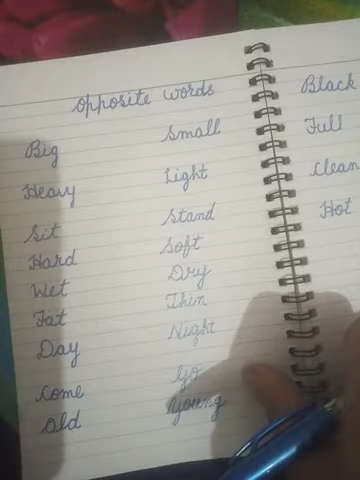 Opposite words
Big Small
Heavy Light
Sit Stand
Hard Soft
Wet Dry
Fat Thin
Day Night
Come Go
Old Young
Black
Full
Clean
Hot